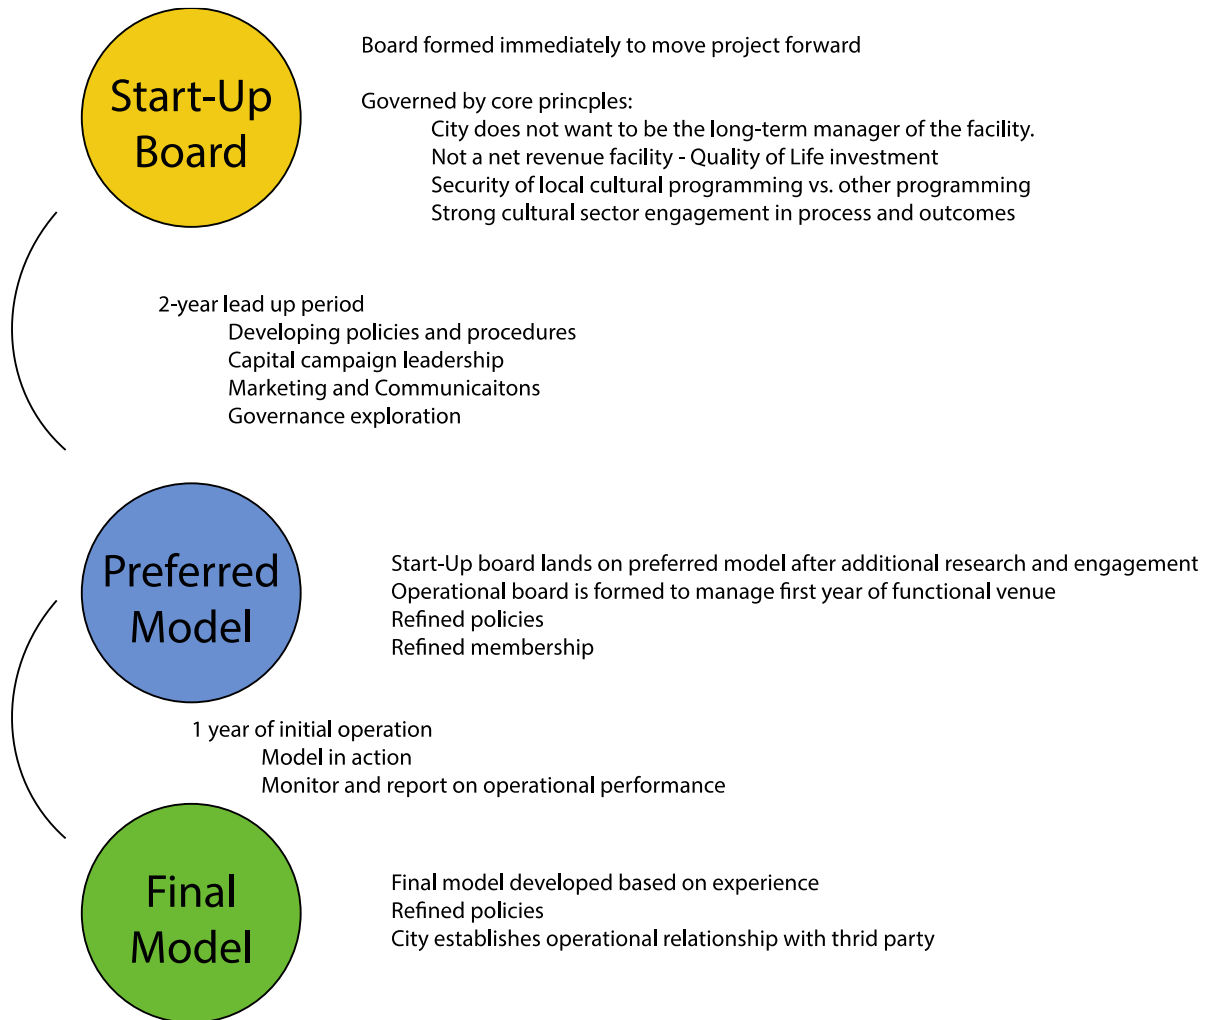 Start-Up
Board
Board formed immediately to move project forward
Governed by core princples:
City does not want to be the long-term manager of the facility.
Not a net revenue facility - Quality of Life investment
Security of local cultural programming vs. other programming
Strong cultural sector engagement in process and outcomes
2-year lead up period
Developing policies and procedures
Capital campaign leadership
Marketing and Communicaitons
Governance exploration
Preferred
Model
Start-Up board lands on preferred model after additional research and engagement
Operational board is formed to manage first year of functional venue
Refined policies
Refined membership
1 year of initial operation
Model in action
Monitor and report on operational performance
Final
Model
Final model developed based on experience
Refined policies
City establishes operational relationship with thrid party